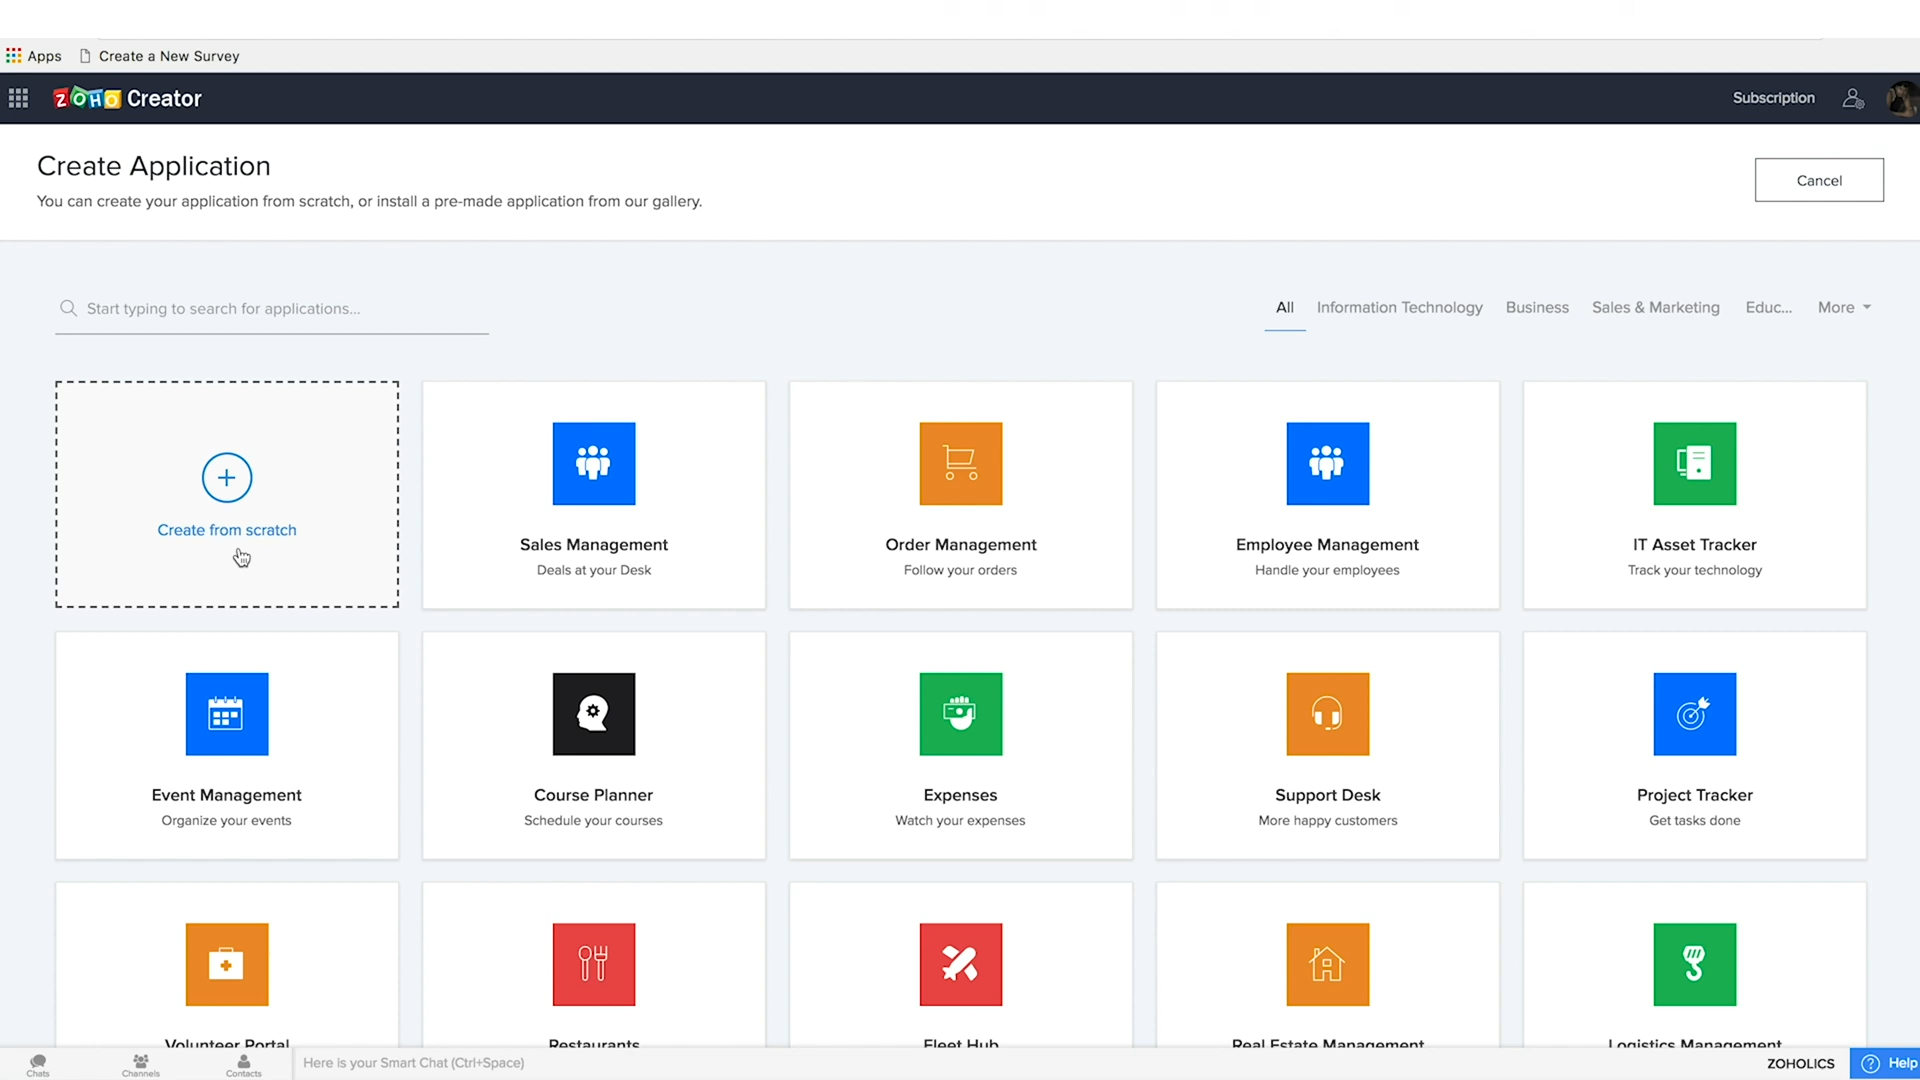 Apps
Create a New Survey
ZOHO Creator
Subscription
Create Application
You can create your application from scratch, or install a pre-made application from our gallery.
Cancel
Start typing to search for applications...
All
Information Technology
Business
Sales & Marketing
Educ...
More
Create from scratch
Sales Management
Deals at your Desk
Order Management
Follow your orders
Employee Management
Handle your employees
IT Asset Tracker
Track your technology
Event Management
Organize your events
Course Planner
Schedule your courses
Expenses
Watch your expenses
Support Desk
More happy customers
Project Tracker
Get tasks done
Volunteer Portal
Restaurants
Fleet Hub
Real Estate Management
Logistics Management
Chats
Channels
Contacts
Here is your Smart Chat (Ctrl+Space)
ZOHOLICS
Help